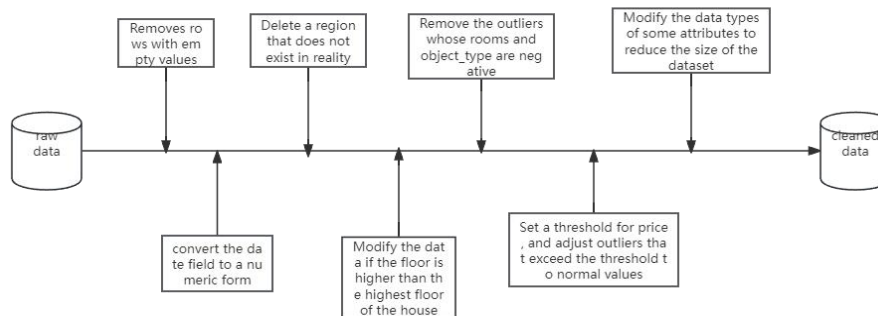 Removes ro
ws with em
pty values
Delete a region
that does not
exist in reality
Remove the outliers
whose rooms and
object_type are neg
ative
Modify the data types
of some attributes to
reduce the size of the
dataset
raw
data
cleaned
data
convert the da
te field to a nu
meric form
Modify the dat
a if the floor is
higher than th
e highest floor
of the house
Set a threshold for price
, and adjust outliers tha
t exceed the threshold t
o normal values